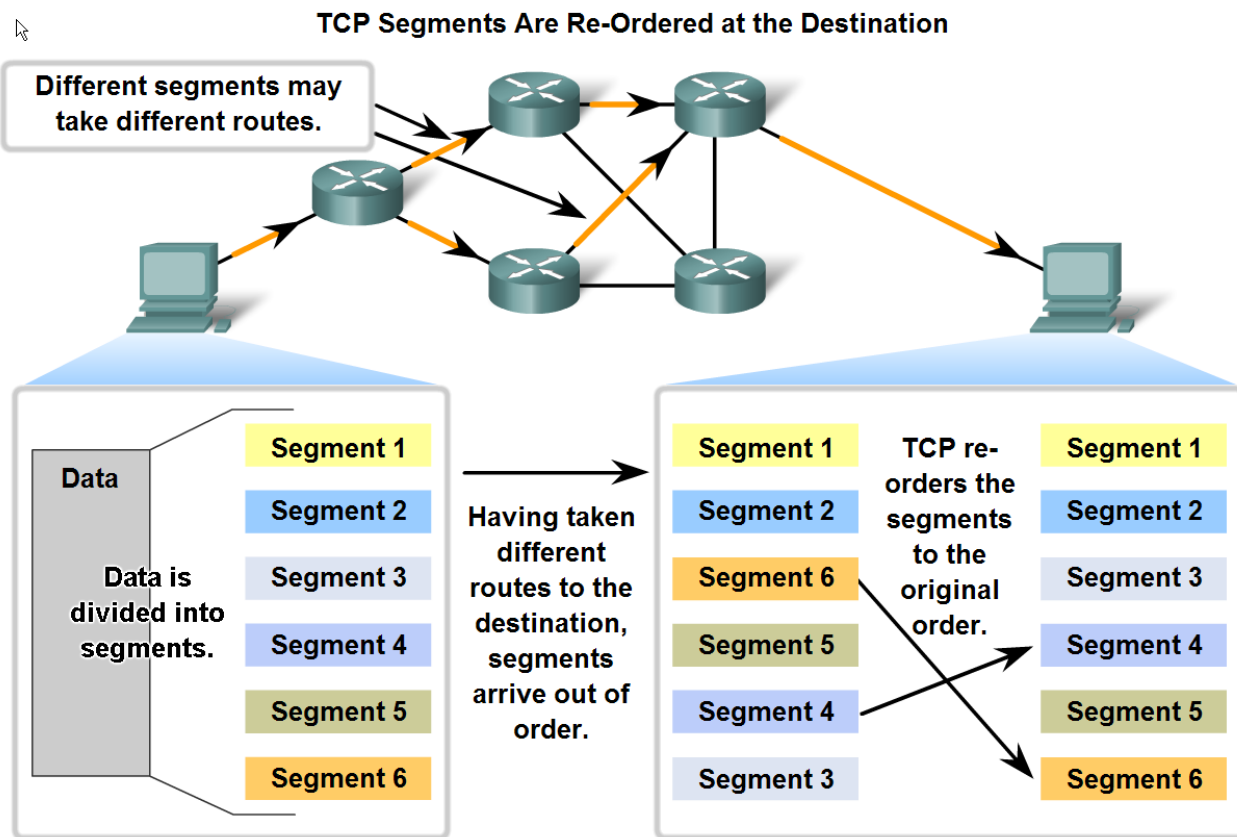 TCP Segments Are Re-Ordered at the Destination
Different segments may
take different routes.
Data
Data is
divided into
segments.
Segment 1
Segment 2
Segment 3
Segment 4
Segment 5
Segment 6
Having taken
different
routes to the
destination,
segments
arrive out of
order.
Segment 1
Segment 2
Segment 6
Segment 5
Segment 4
Segment 3
TCP re-
orders the
segments
to the
original
order.
Segment 1
Segment 2
Segment 3
Segment 4
Segment 5
Segment 6